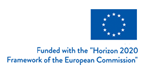 Funded with the "Horizon 2020
Framework of the European Commission"